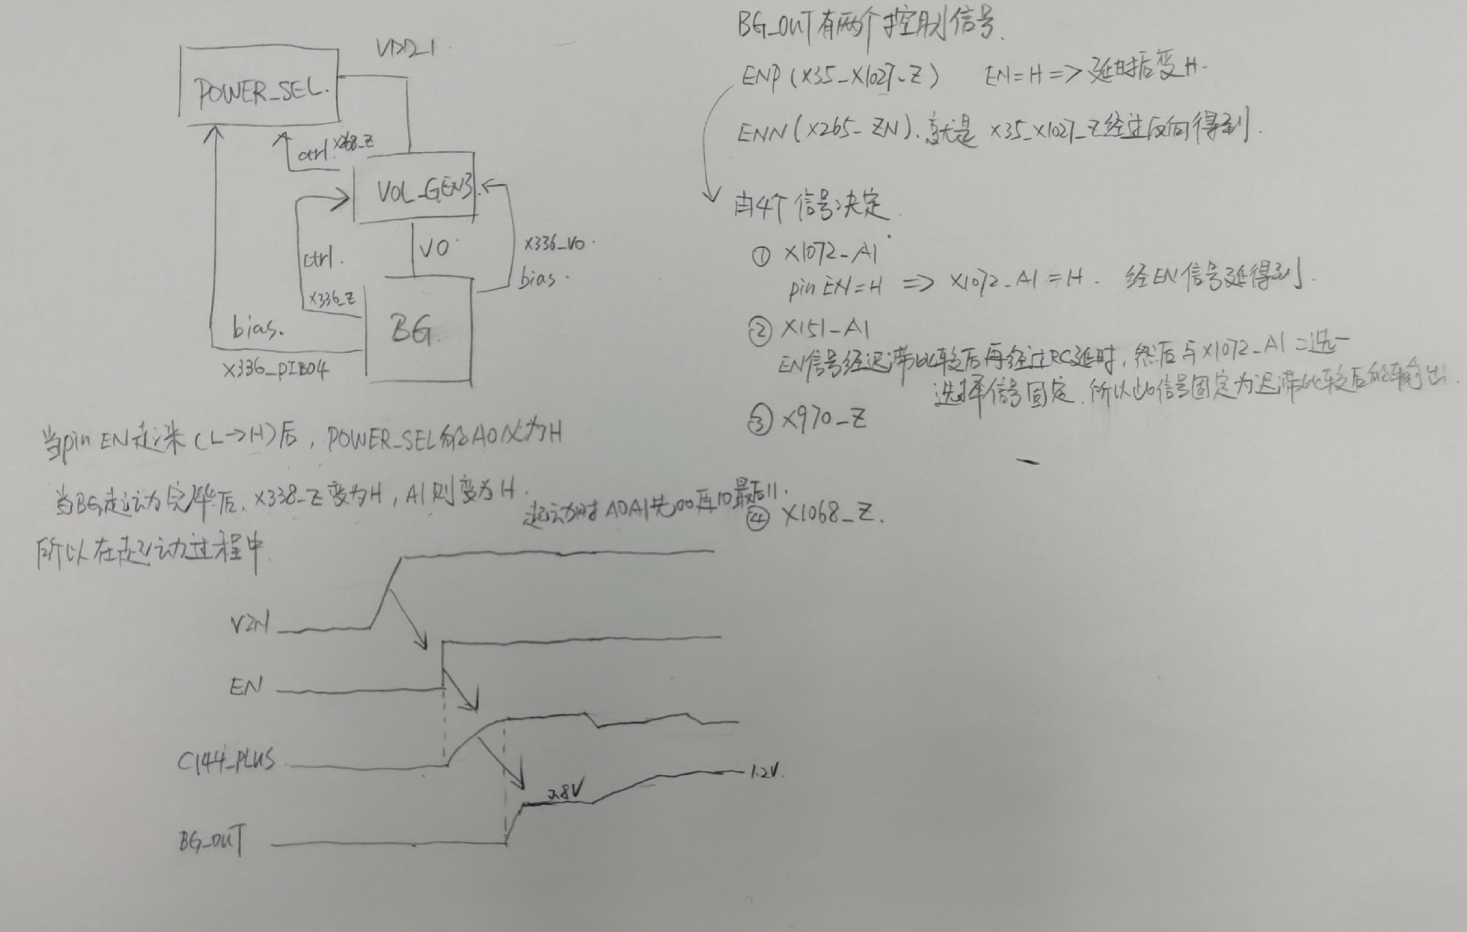 VDD_1
POWER_SEL.
ctrl. X268_Z
VOL_GEN3
VO.
X336_VO.
bias.
ctrl.
X336_Z
BG
bias.
X336_PIB04
当pin EN起来(L→H)后, POWER_SEL的A0以为H
当BG起动完毕后, X338_Z变为H, A1则变为H.
起动时A0A1先00再10最后11.
所以在起动过程中
VIN
EN
C144_PLUS
BG_OUT
0.8V
1.2V.
BG_OUT有两个控制信号.
ENP(X35_X1027_Z) EN=H => 延时后变H.
ENN(X265_ZN). 就是 X35_X1027_Z经过反向得到.
由4个信号决定.
① X1072_A1
pin EN=H => X1072_A1=H. 经EN信号延得到.
② X151_A1
EN信号经迟滞比较后再经过RC延时, 然后与X1072_A1二选一
选择信号固定. 所以此信号固定为迟滞比较后的输出.
③ X970_Z
④ X1068_Z.